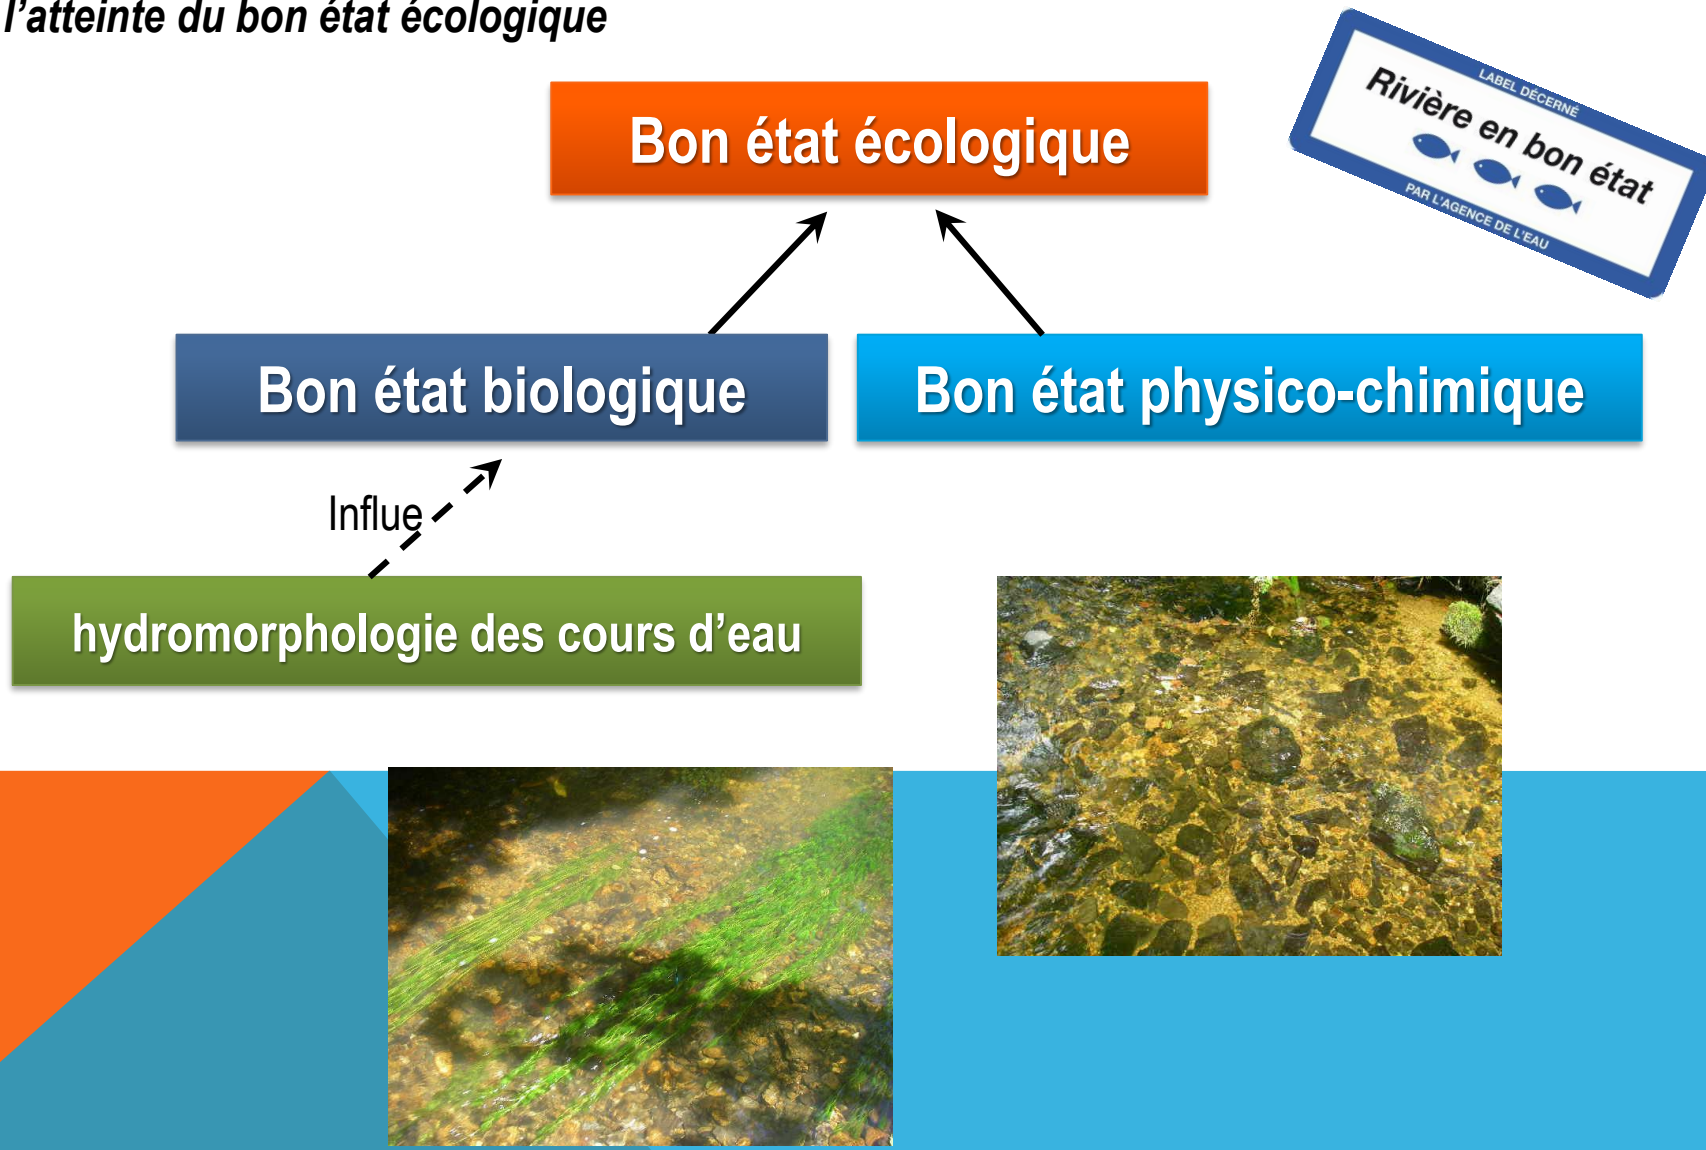 l’atteinte du bon état écologique
Bon état écologique
LABEL DÉCERNÉ
Rivière en bon état
PAR L'AGENCE DE L'EAU
Bon état biologique
Bon état physico-chimique
Influe
hydromorphologie des cours d’eau